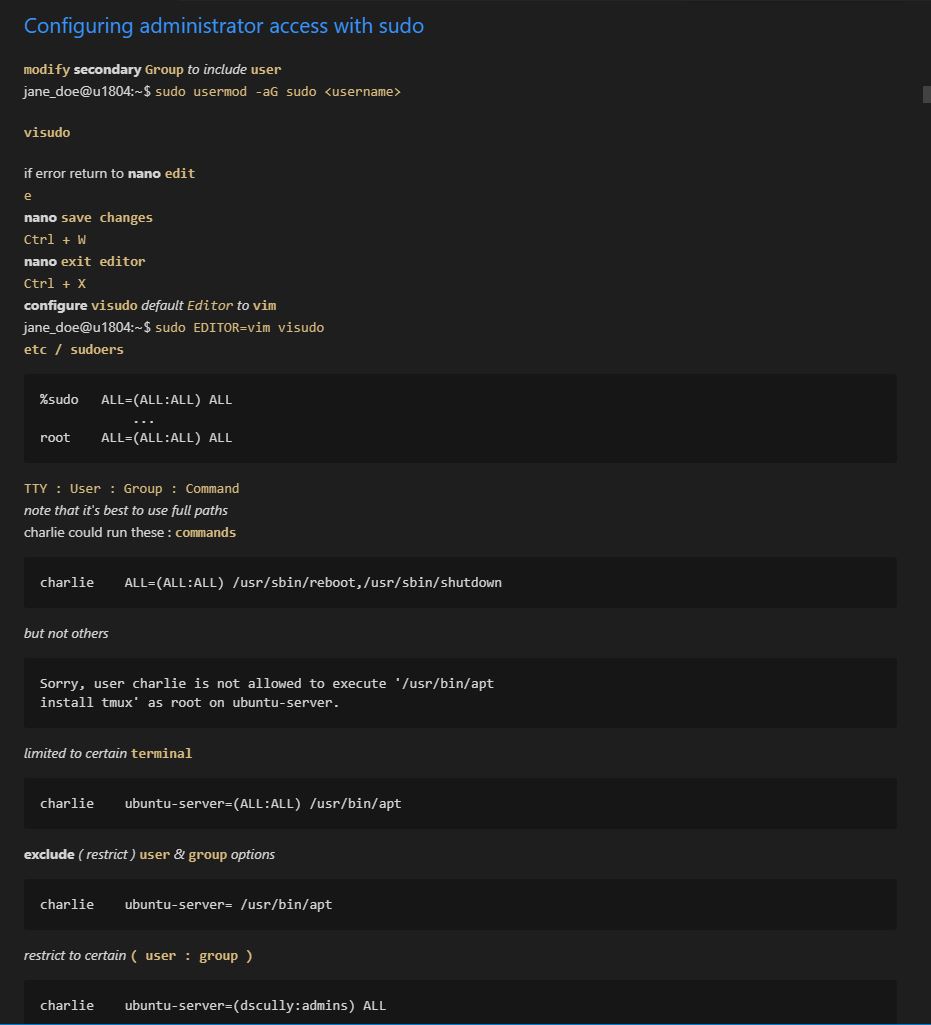 Configuring administrator access with sudo
modify secondary Group to include user
jane_doe@u1804:~$ sudo usermod -aG sudo <username>
visudo
if error return to nano edit
e
nano save changes
Ctrl + W
nano exit editor
Ctrl + X
configure visudo default Editor to vim
jane_doe@u1804:~$ sudo EDITOR=vim visudo
etc / sudoers
%sudo   ALL=(ALL:ALL) ALL
...
root    ALL=(ALL:ALL) ALL
TTY : User : Group : Command
note that it's best to use full paths
charlie could run these : commands
charlie    ALL=(ALL:ALL) /usr/sbin/reboot,/usr/sbin/shutdown
but not others
Sorry, user charlie is not allowed to execute '/usr/bin/apt
install tmux' as root on ubuntu-server.
limited to certain terminal
charlie    ubuntu-server=(ALL:ALL) /usr/bin/apt
exclude ( restrict ) user & group options
charlie    ubuntu-server= /usr/bin/apt
restrict to certain ( user : group )
charlie    ubuntu-server=(dscully:admins) ALL